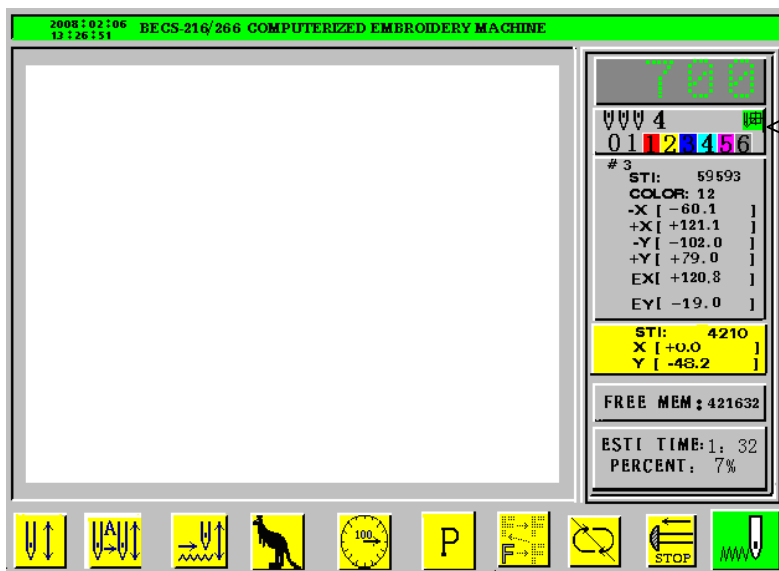 2008:02:06
13:26:51
BECS-216/266 COMPUTERIZED EMBROIDERY MACHINE
700
4
0 1 1 2 3 4 5 6
# 3
STI: 59593
COLOR: 12
-X [ -60.1 ]
+X [ +121.1 ]
-Y [ -102.0 ]
+Y [ +79.0 ]
EX[ +120.8 ]
EY[ -19.0 ]
STI: 4210
X [ +0.0 ]
Y [ -48.2 ]
FREE MEM: 421632
ESTI TIME: 1: 32
PERCENT: 7%
A
100
P
F
STOP